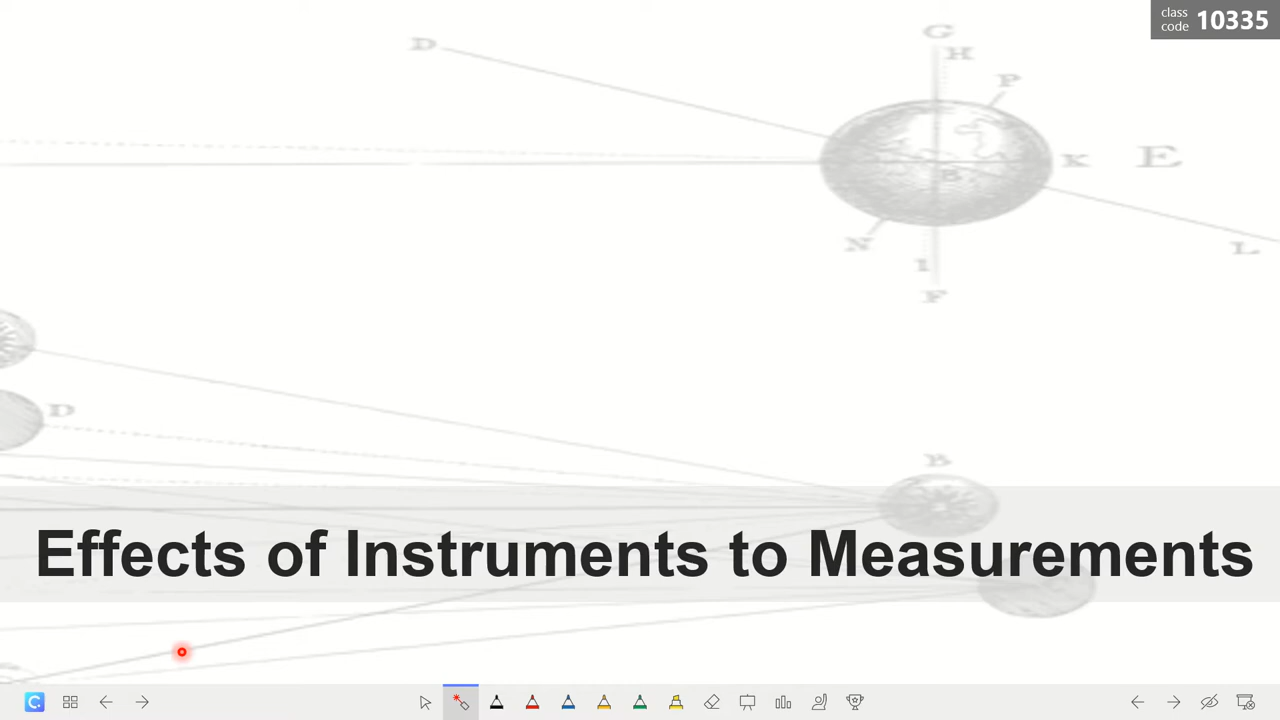 class
code 10335
D
G
H
P
K
E
B
N
L
I
F
D
B
Effects of Instruments to Measurements